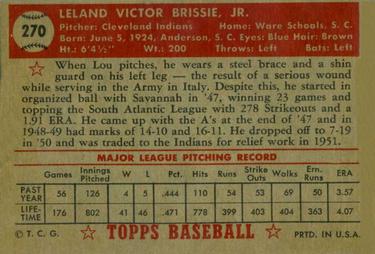 270
LELAND VICTOR BRISSIE, JR.
Pitcher: Cleveland Indians Home: Ware Schools, S. C.
Born: June 5, 1924, Anderson, S. C. Eyes: Blue Hair: Brown
Ht.: 6'4½" Wt.: 200 Throws: Left Bats: Left
When Lou pitches, he wears a steel brace and a shin
guard on his left leg — the result of a serious wound
while serving in the Army in Italy. Despite this, he started in
organized ball with Savannah in '47, winning 23 games and
topping the South Atlantic League with 278 Strikeouts and a
1.91 ERA. He came up with the A's at the end of '47 and in
1948-49 had marks of 14-10 and 16-11. He dropped off to 7-19
in '50 and was traded to the Indians for relief work in 1951.
MAJOR LEAGUE PITCHING RECORD
Games Innings Pitched W L Pct. Hits Runs Strike Outs Walks Ern. Runs ERA
PAST YEAR 56 126 4 5 .444 110 54 53 69 50 3.57
LIFE-TIME 176 802 41 46 .471 778 399 403 404 363 4.07
© T. C. G. TOPPS BASEBALL PRTD. IN U.S.A.